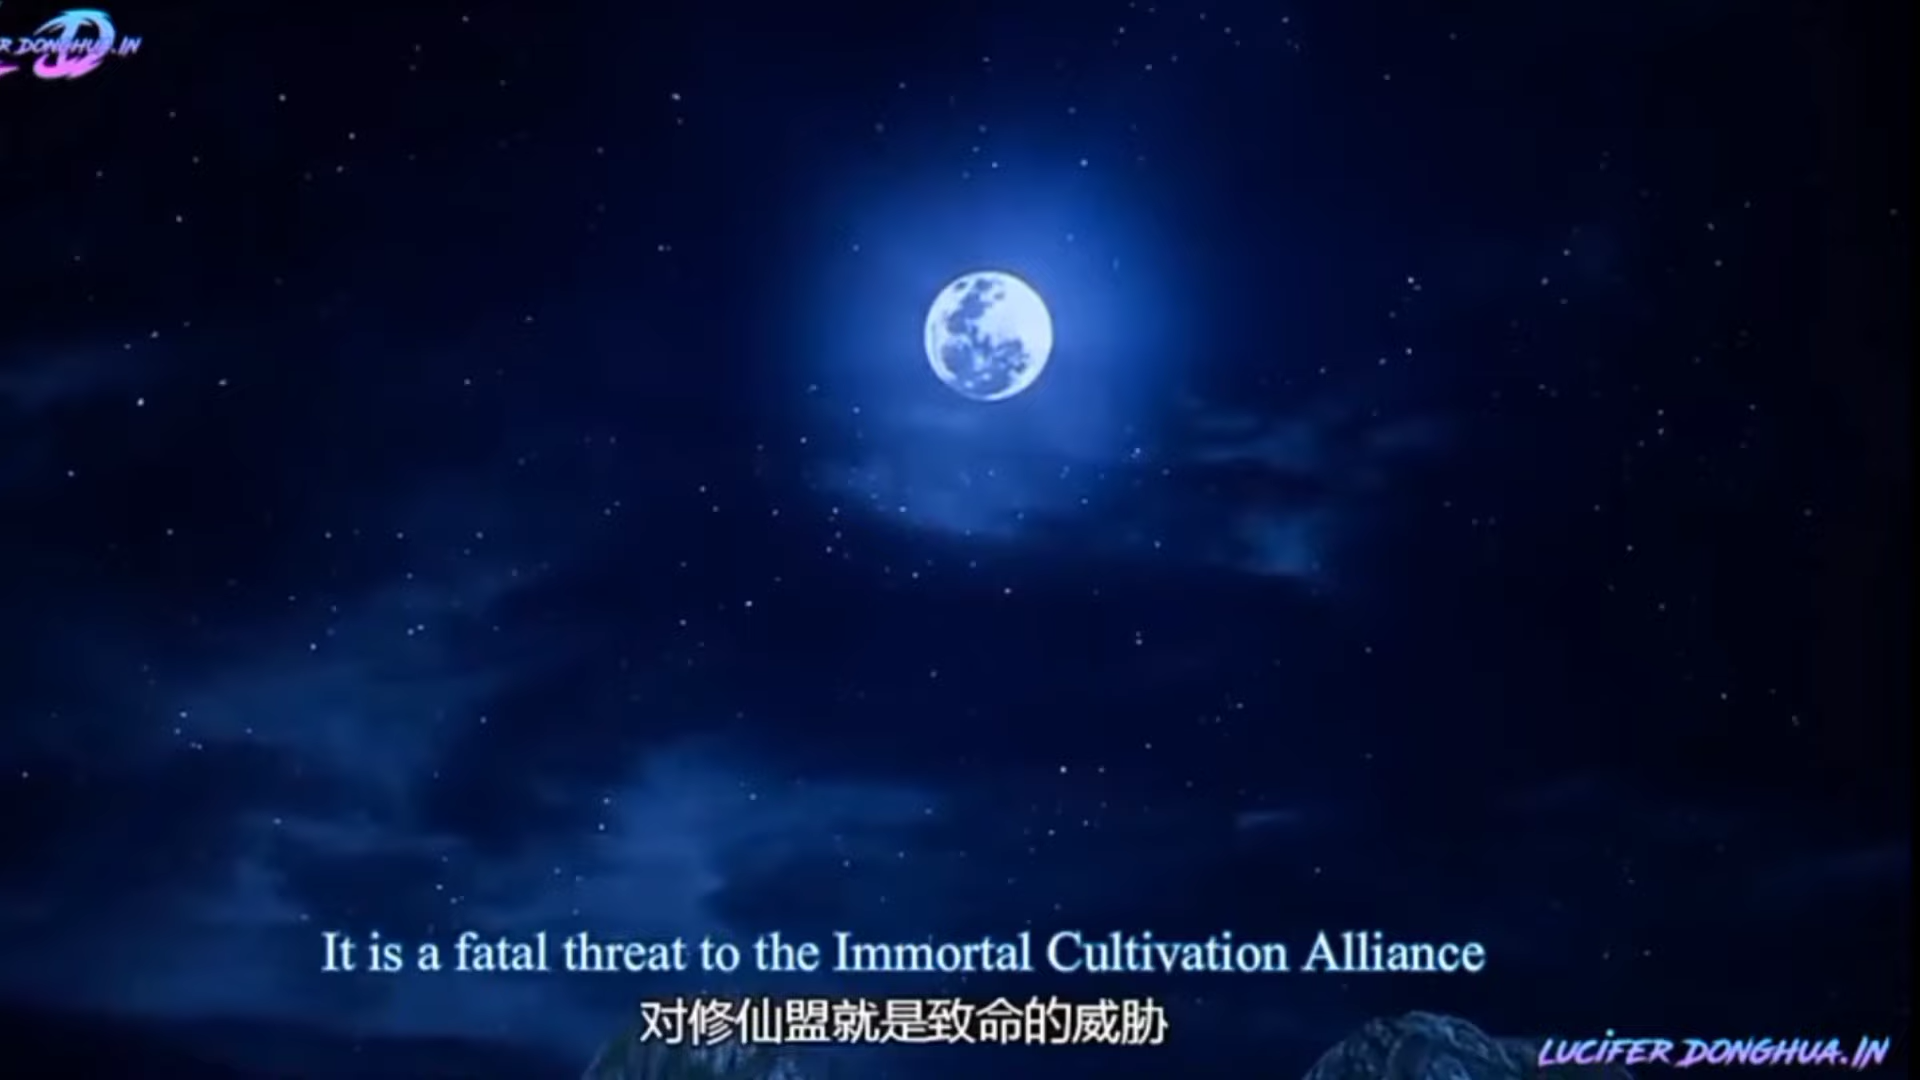 R DONGHUA.IN
It is a fatal threat to the Immortal Cultivation Alliance
对修仙盟就是致命的威胁
LUCIFER DONGHUA.IN